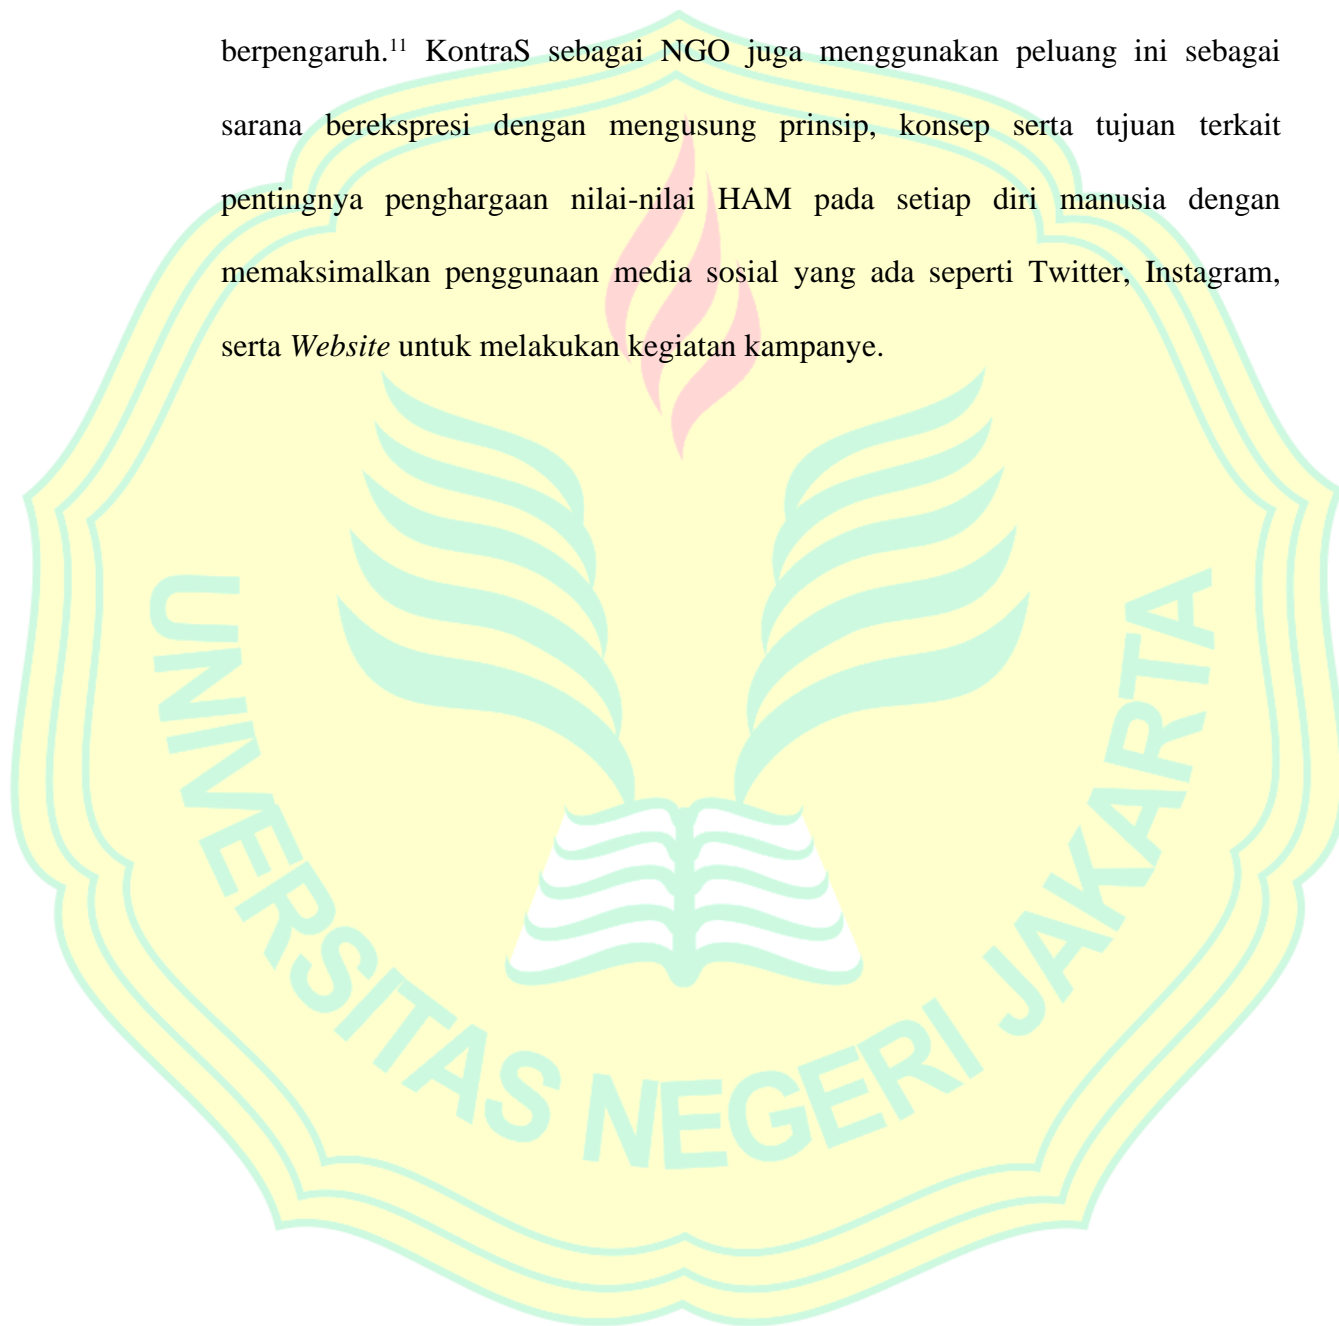 berpengaruh.¹¹ KontraS sebagai NGO juga menggunakan peluang ini sebagai
sarana berekspresi dengan mengusung prinsip, konsep serta tujuan terkait
pentingnya penghargaan nilai-nilai HAM pada setiap diri manusia dengan
memaksimalkan penggunaan media sosial yang ada seperti Twitter, Instagram,
serta Website untuk melakukan kegiatan kampanye.
UNIVERSITAS NEGERI JAKARTA